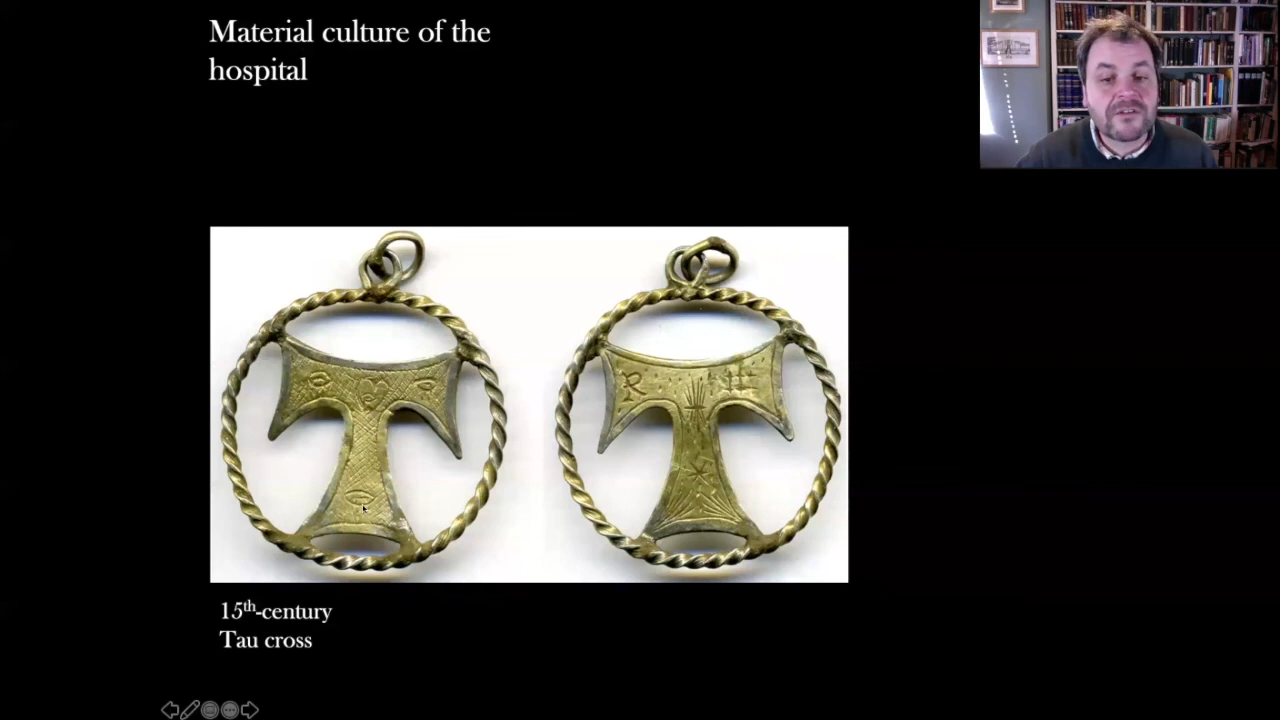 Material culture of the
hospital
R
15th-century
Tau cross